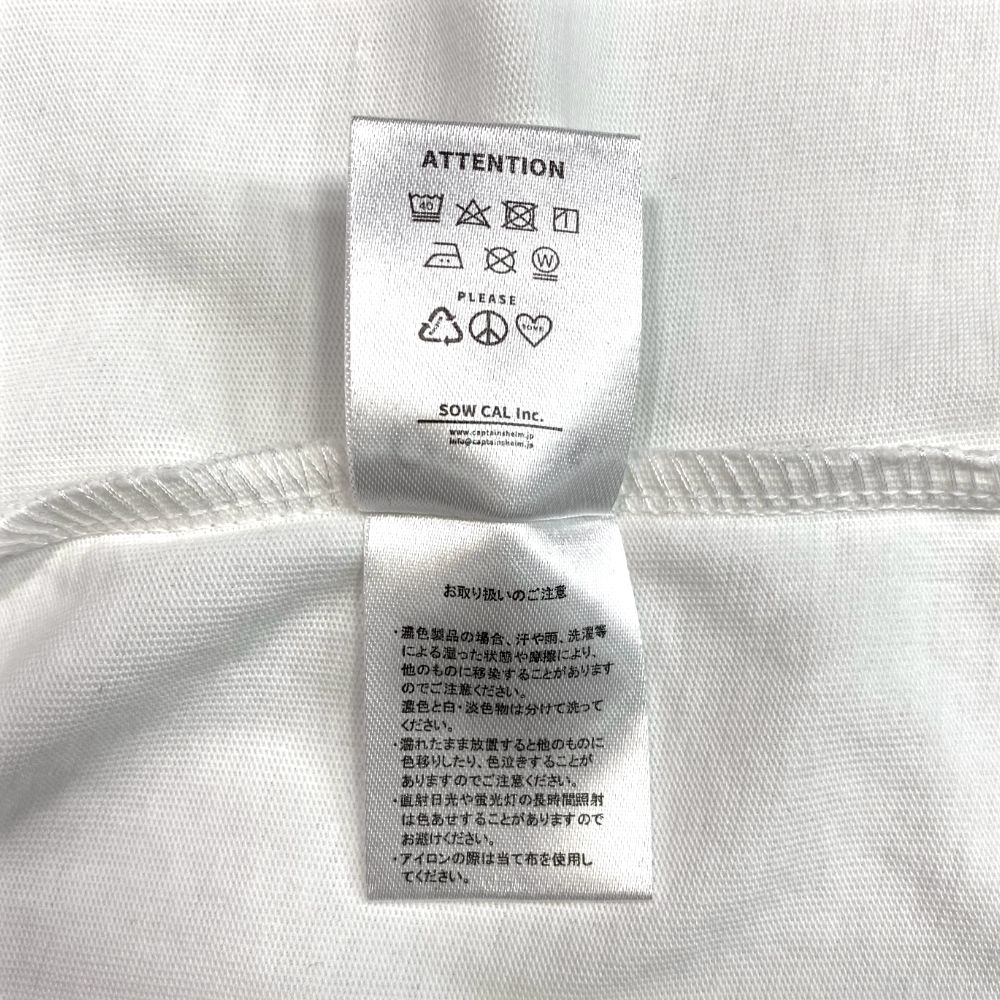 ATTENTION
40
W
PLEASE
SOW CAL Inc.
www.captainshelm.jp
info@captainshelm.jp
お取り扱いのご注意
・濃色製品の場合、汗や雨、洗濯等
による湿った状態や摩擦により、
他のものに移染することがあります
のでご注意ください。
濃色と白・淡色物は分けて洗って
ください。
・濡れたまま放置すると他のものに
色移りしたり、色泣きすることが
ありますのでご注意ください。
・直射日光や蛍光灯の長時間照射
は色あせすることがありますので
お避けください。
・アイロンの際は当て布を使用し
てください。